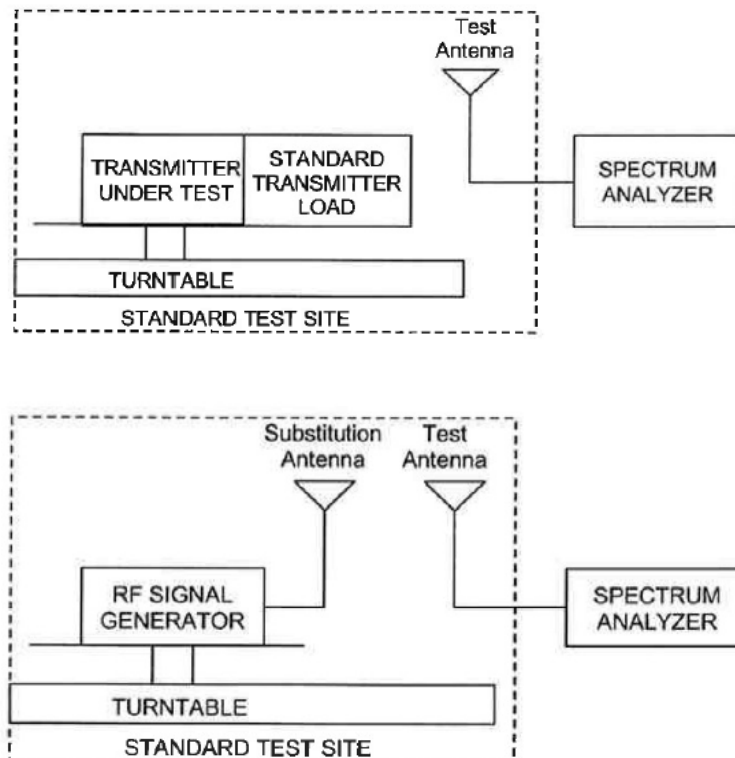 Test
Antenna
TRANSMITTER
UNDER TEST
STANDARD
TRANSMITTER
LOAD
SPECTRUM
ANALYZER
TURNTABLE
STANDARD TEST SITE
Substitution
Antenna
Test
Antenna
RF SIGNAL
GENERATOR
SPECTRUM
ANALYZER
TURNTABLE
STANDARD TEST SITE